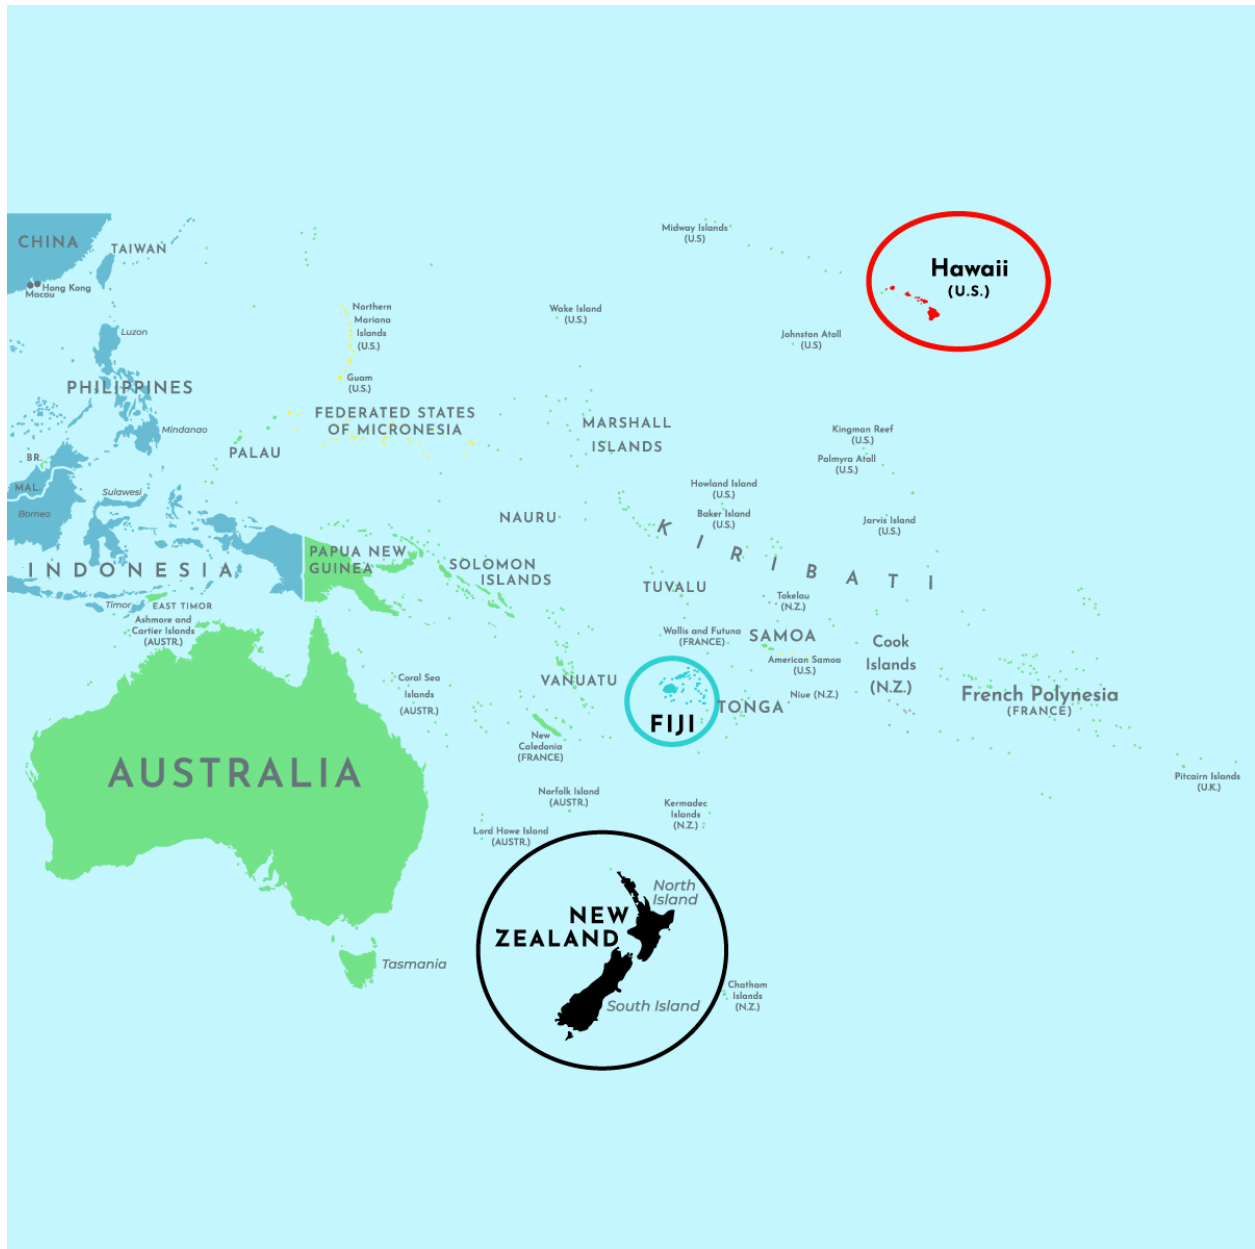 Midway Islands
(U.S)
CHINA
TAIWAN
Hawaii
(U.S.)
Hong Kong
Macau
Northern
Mariana
Islands
(U.S.)
Wake Island
(U.S.)
Luzon
Johnston Atoll
(U.S)
PHILIPPINES
Guam
(U.S.)
FEDERATED STATES
OF MICRONESIA
MARSHALL
ISLANDS
Mindanao
Kingman Reef
(U.S.)
PALAU
BR.
Palmyra Atoll
(U.S.)
MAL.
Sulawesi
Howland Island
(U.S.)
Borneo
NAURU
Baker Island
(U.S.)
Jarvis Island
(U.S.)
KIRIBATI
PAPUA NEW
GUINEA
INDONESIA
SOLOMON
ISLANDS
TUVALU
Timor
EAST TIMOR
Tokelau
(N.Z.)
Ashmore and
Cartier Islands
(AUSTR.)
Wallis and Futuna
(FRANCE)
SAMOA
Cook
Islands
(N.Z.)
American Samoa
(U.S.)
Coral Sea
Islands
(AUSTR.)
VANUATU
Niue (N.Z.)
French Polynesia
(FRANCE)
TONGA
FIJI
New
Caledonia
(FRANCE)
AUSTRALIA
Pitcairn Islands
(U.K.)
Norfolk Island
(AUSTR.)
Kermadec
Islands
(N.Z.)
Lord Howe Island
(AUSTR.)
North
Island
NEW
ZEALAND
Tasmania
South Island
Chatham
Islands
(N.Z.)